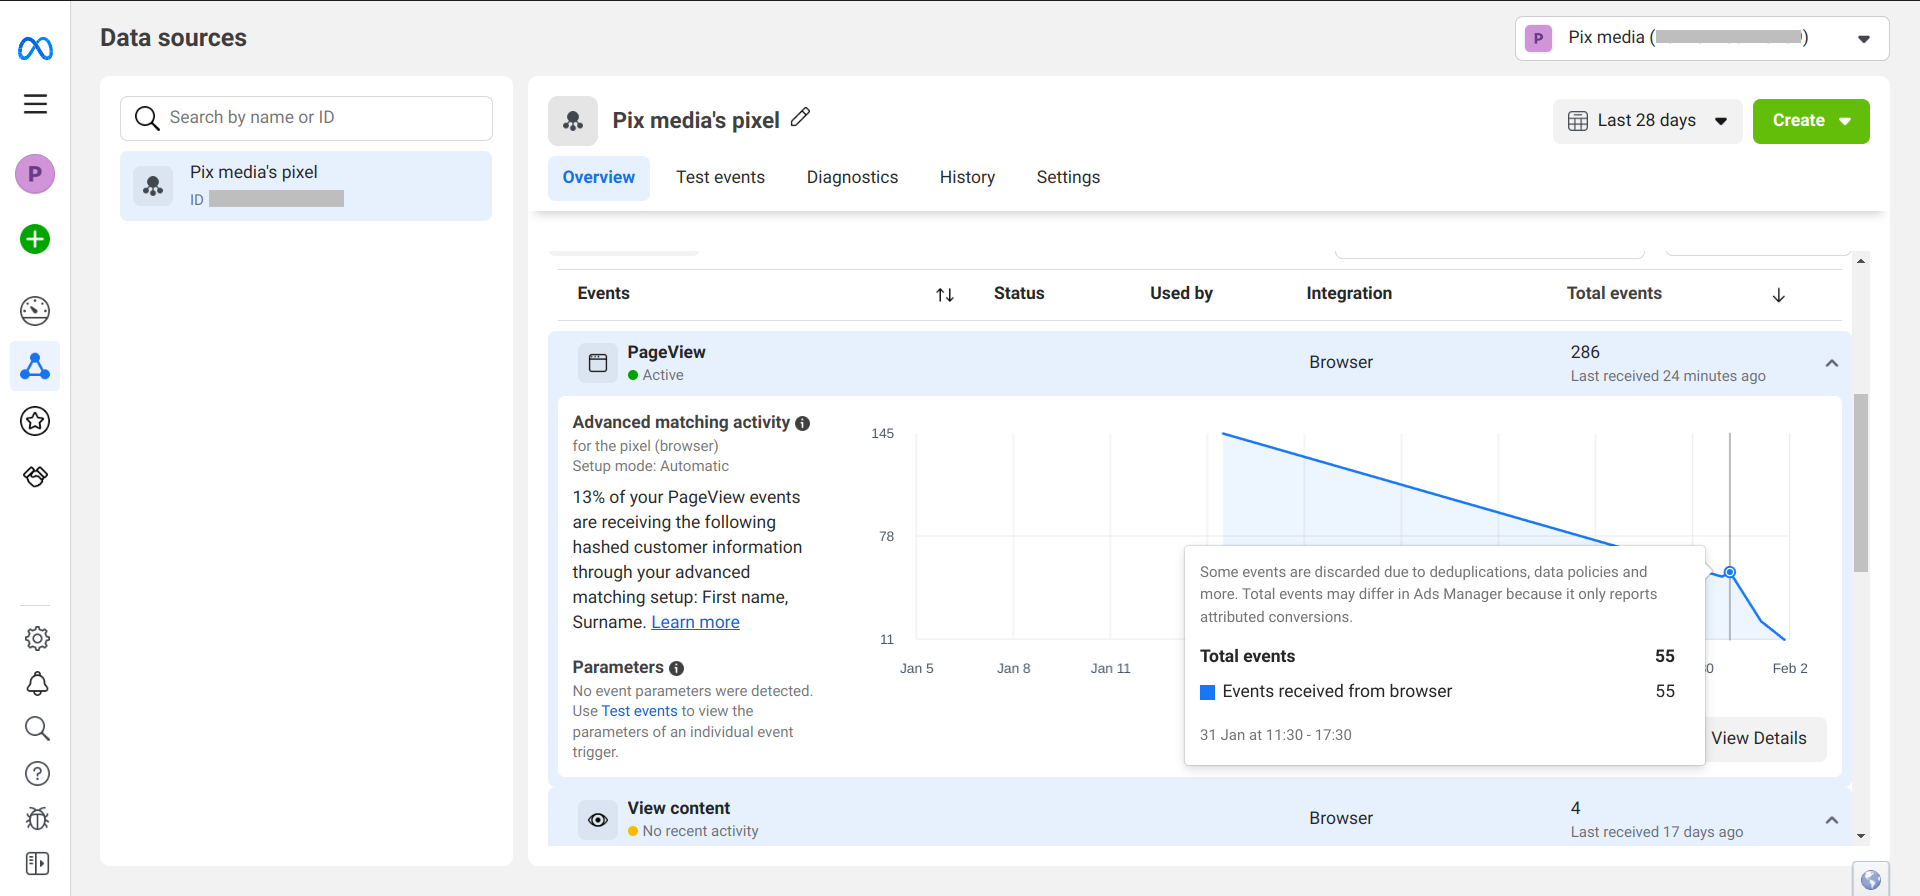 Data sources
P
Pix media (
)
P
Search by name or ID
Pix media's pixel
ID
Pix media's pixel
Last 28 days
Create
Overview
Test events
Diagnostics
History
Settings
Events
Status
Used by
Integration
Total events
PageView
Active
Browser
286
Last received 24 minutes ago
Advanced matching activity
for the pixel (browser)
Setup mode: Automatic
13% of your PageView events
are receiving the following
hashed customer information
through your advanced
matching setup: First name,
Surname. Learn more
Parameters
No event parameters were detected.
Use Test events to view the
parameters of an individual event
trigger.
145
78
11
Jan 5
Jan 8
Jan 11
Feb 2
Some events are discarded due to deduplications, data policies and
more. Total events may differ in Ads Manager because it only reports
attributed conversions.
Total events 55
Events received from browser 55
31 Jan at 11:30 - 17:30
View Details
View content
No recent activity
Browser
4
Last received 17 days ago